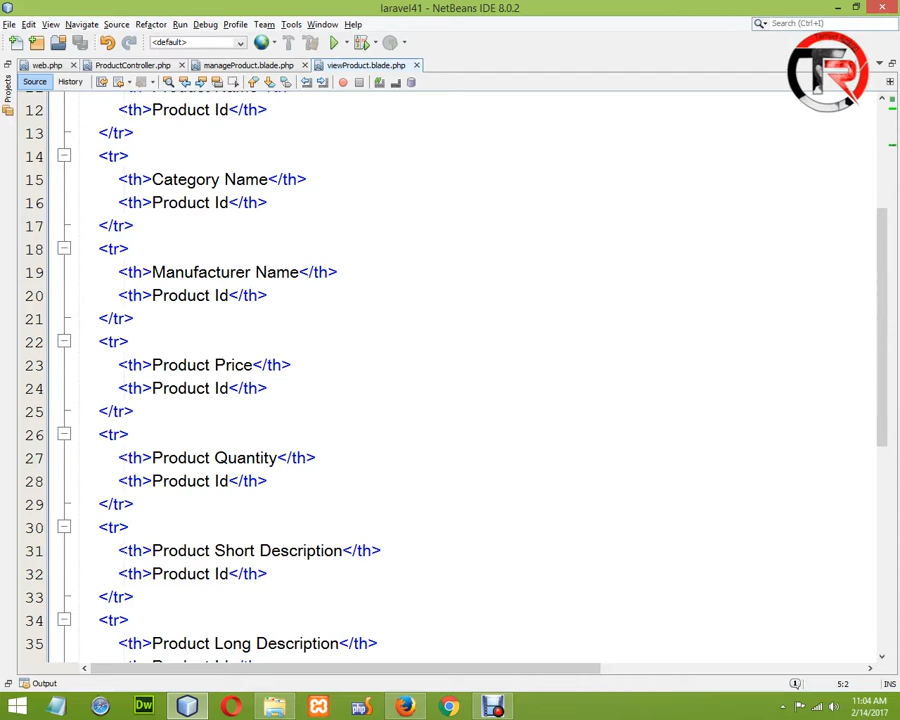 laravel41 - NetBeans IDE 8.0.2
File Edit View Navigate Source Refactor Run Debug Profile Team Tools Window Help
Search (Ctrl+I)
<default>
web.php ProductController.php manageProduct.blade.php viewProduct.blade.php
Source History
Projects
12 <th>Product Id</th>
13 </tr>
14 <tr>
15 <th>Category Name</th>
16 <th>Product Id</th>
17 </tr>
18 <tr>
19 <th>Manufacturer Name</th>
20 <th>Product Id</th>
21 </tr>
22 <tr>
23 <th>Product Price</th>
24 <th>Product Id</th>
25 </tr>
26 <tr>
27 <th>Product Quantity</th>
28 <th>Product Id</th>
29 </tr>
30 <tr>
31 <th>Product Short Description</th>
32 <th>Product Id</th>
33 </tr>
34 <tr>
35 <th>Product Long Description</th>
Output
5:2 INS
Dw
php
11:04 AM
2/14/2017